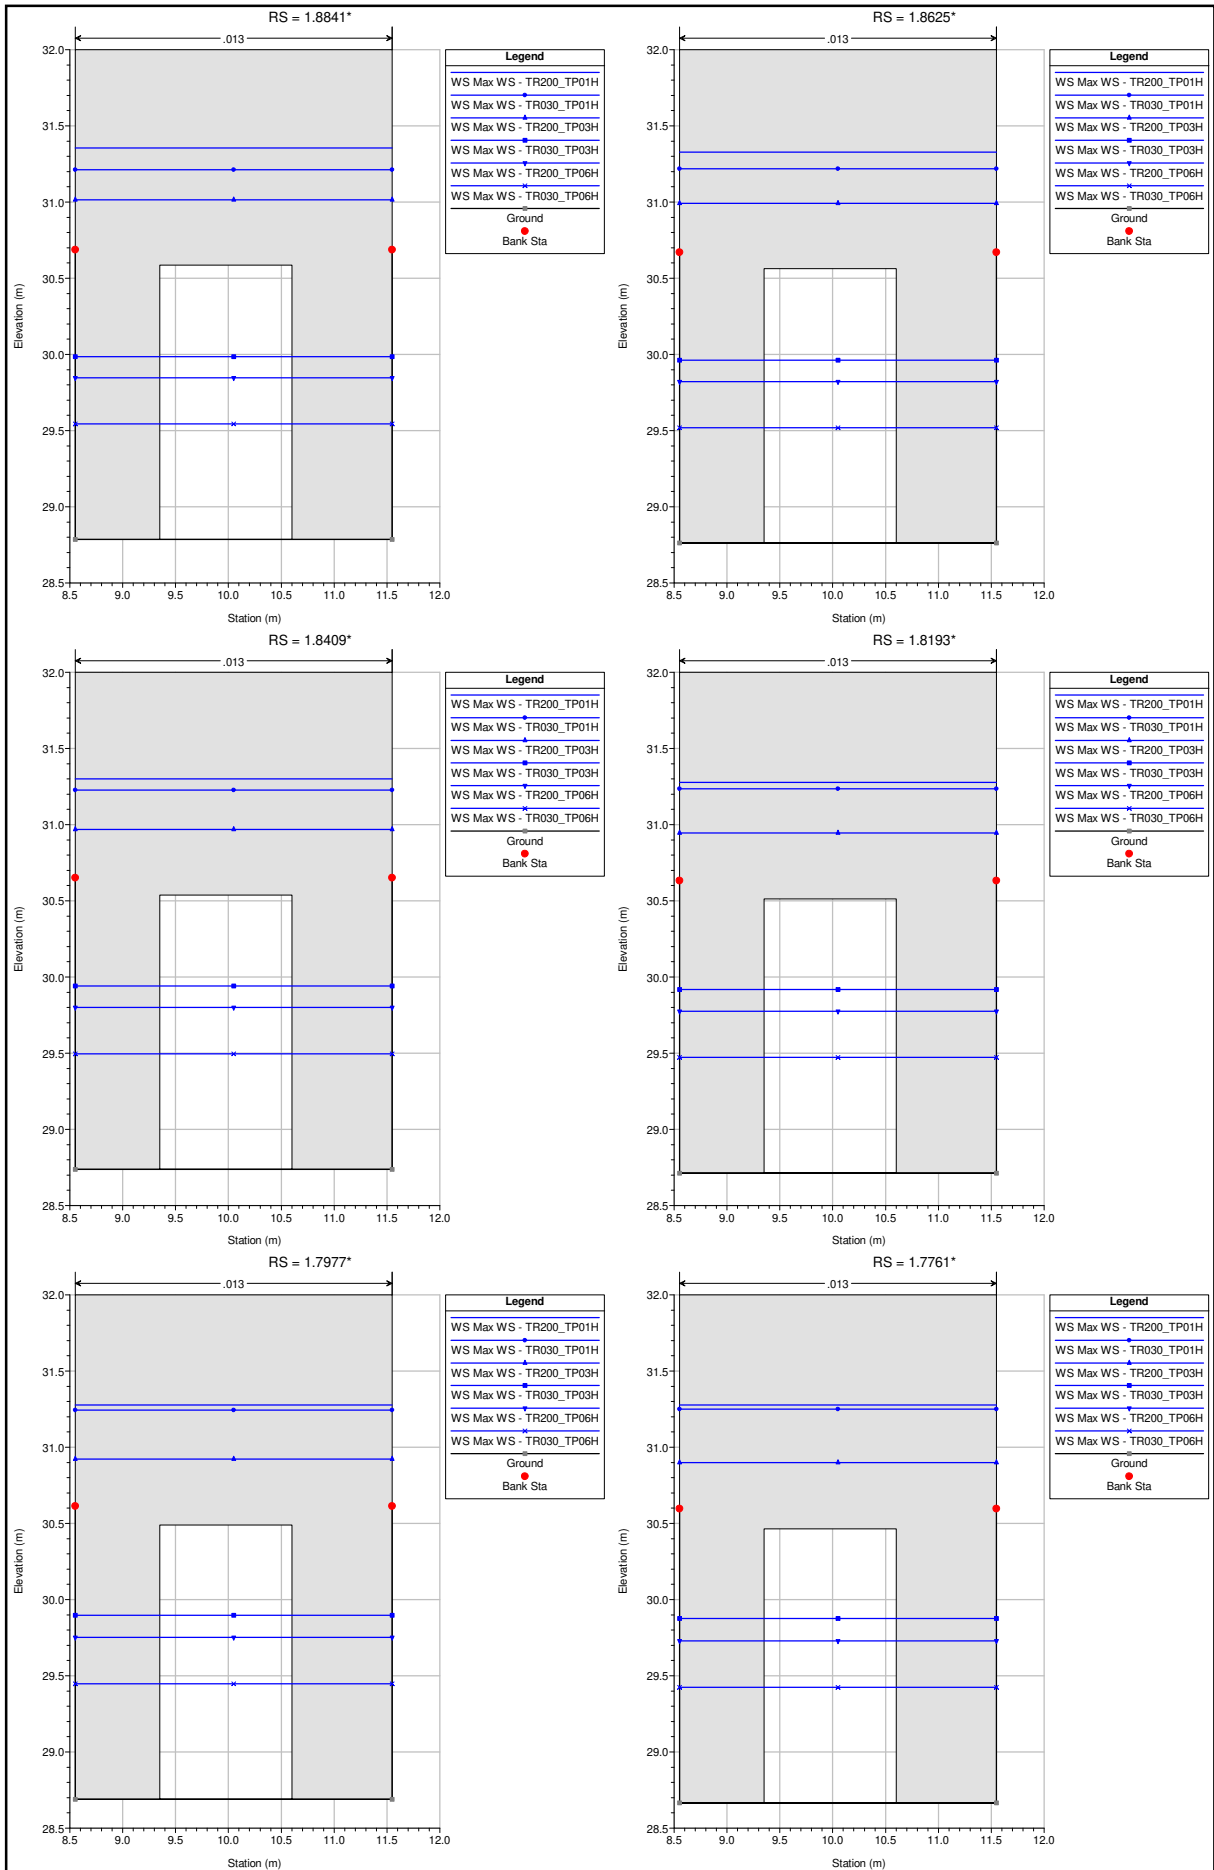 RS = 1.8841*
.013
32.0
31.5
31.0
30.5
30.0
29.5
29.0
28.5
Elevation (m)
8.5 9.0 9.5 10.0 10.5 11.0 11.5 12.0
Station (m)
Legend
WS Max WS - TR200_TP01H
WS Max WS - TR030_TP01H
WS Max WS - TR200_TP03H
WS Max WS - TR030_TP03H
WS Max WS - TR200_TP06H
WS Max WS - TR030_TP06H
Ground
Bank Sta
RS = 1.8625*
.013
32.0
31.5
31.0
30.5
30.0
29.5
29.0
28.5
Elevation (m)
8.5 9.0 9.5 10.0 10.5 11.0 11.5 12.0
Station (m)
Legend
WS Max WS - TR200_TP01H
WS Max WS - TR030_TP01H
WS Max WS - TR200_TP03H
WS Max WS - TR030_TP03H
WS Max WS - TR200_TP06H
WS Max WS - TR030_TP06H
Ground
Bank Sta
RS = 1.8409*
.013
32.0
31.5
31.0
30.5
30.0
29.5
29.0
28.5
Elevation (m)
8.5 9.0 9.5 10.0 10.5 11.0 11.5 12.0
Station (m)
Legend
WS Max WS - TR200_TP01H
WS Max WS - TR030_TP01H
WS Max WS - TR200_TP03H
WS Max WS - TR030_TP03H
WS Max WS - TR200_TP06H
WS Max WS - TR030_TP06H
Ground
Bank Sta
RS = 1.8193*
.013
32.0
31.5
31.0
30.5
30.0
29.5
29.0
28.5
Elevation (m)
8.5 9.0 9.5 10.0 10.5 11.0 11.5 12.0
Station (m)
Legend
WS Max WS - TR200_TP01H
WS Max WS - TR030_TP01H
WS Max WS - TR200_TP03H
WS Max WS - TR030_TP03H
WS Max WS - TR200_TP06H
WS Max WS - TR030_TP06H
Ground
Bank Sta
RS = 1.7977*
.013
32.0
31.5
31.0
30.5
30.0
29.5
29.0
28.5
Elevation (m)
8.5 9.0 9.5 10.0 10.5 11.0 11.5 12.0
Station (m)
Legend
WS Max WS - TR200_TP01H
WS Max WS - TR030_TP01H
WS Max WS - TR200_TP03H
WS Max WS - TR030_TP03H
WS Max WS - TR200_TP06H
WS Max WS - TR030_TP06H
Ground
Bank Sta
RS = 1.7761*
.013
32.0
31.5
31.0
30.5
30.0
29.5
29.0
28.5
Elevation (m)
8.5 9.0 9.5 10.0 10.5 11.0 11.5 12.0
Station (m)
Legend
WS Max WS - TR200_TP01H
WS Max WS - TR030_TP01H
WS Max WS - TR200_TP03H
WS Max WS - TR030_TP03H
WS Max WS - TR200_TP06H
WS Max WS - TR030_TP06H
Ground
Bank Sta